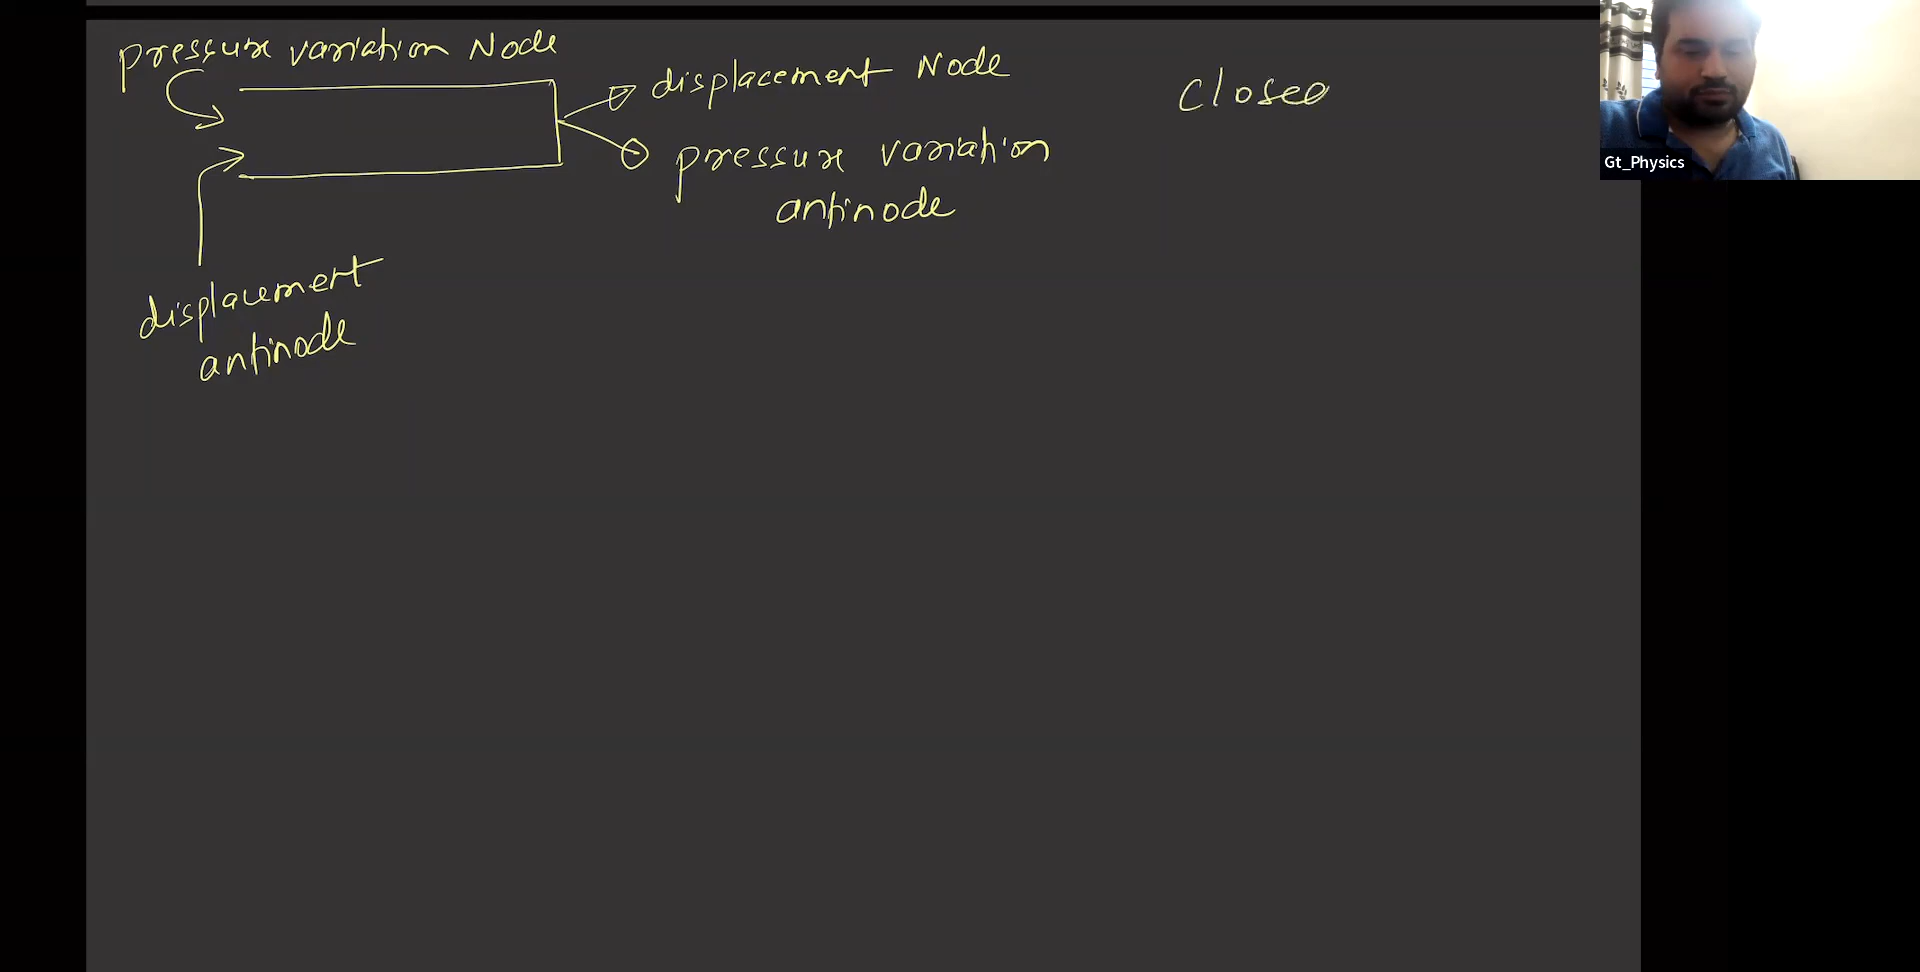 pressure variation Node
displacement Node
pressure variation
antinode
displacement
antinode
Closed
Gt_Physics